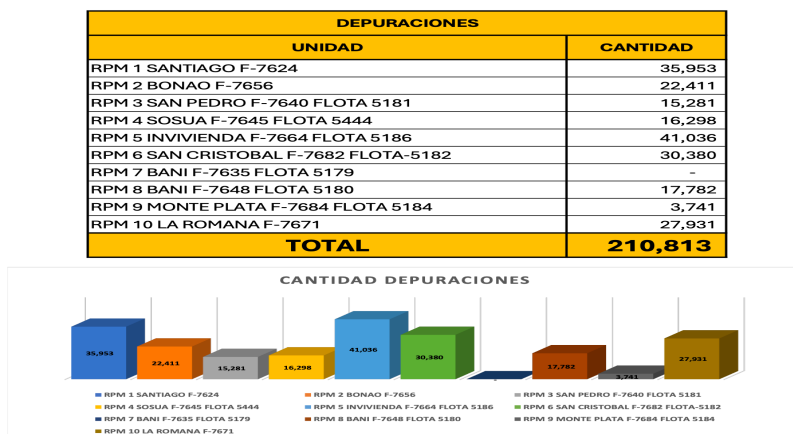 DEPURACIONES
UNIDAD CANTIDAD
RPM 1 SANTIAGO F-7624 35,953
RPM 2 BONAO F-7656 22,411
RPM 3 SAN PEDRO F-7640 FLOTA 5181 15,281
RPM 4 SOSUA F-7645 FLOTA 5444 16,298
RPM 5 INVIVIENDA F-7664 FLOTA 5186 41,036
RPM 6 SAN CRISTOBAL F-7682 FLOTA-5182 30,380
RPM 7 BANI F-7635 FLOTA 5179 -
RPM 8 BANI F-7648 FLOTA 5180 17,782
RPM 9 MONTE PLATA F-7684 FLOTA 5184 3,741
RPM 10 LA ROMANA F-7671 27,931
TOTAL 210,813
CANTIDAD DEPURACIONES
35,953 22,411 15,281 16,298 41,036 30,380 - 17,782 3,741 27,931
RPM 1 SANTIAGO F-7624 RPM 2 BONAO F-7656 RPM 3 SAN PEDRO F-7640 FLOTA 5181
RPM 4 SOSUA F-7645 FLOTA 5444 RPM 5 INVIVIENDA F-7664 FLOTA 5186 RPM 6 SAN CRISTOBAL F-7682 FLOTA-5182
RPM 7 BANI F-7635 FLOTA 5179 RPM 8 BANI F-7648 FLOTA 5180 RPM 9 MONTE PLATA F-7684 FLOTA 5184
RPM 10 LA ROMANA F-7671